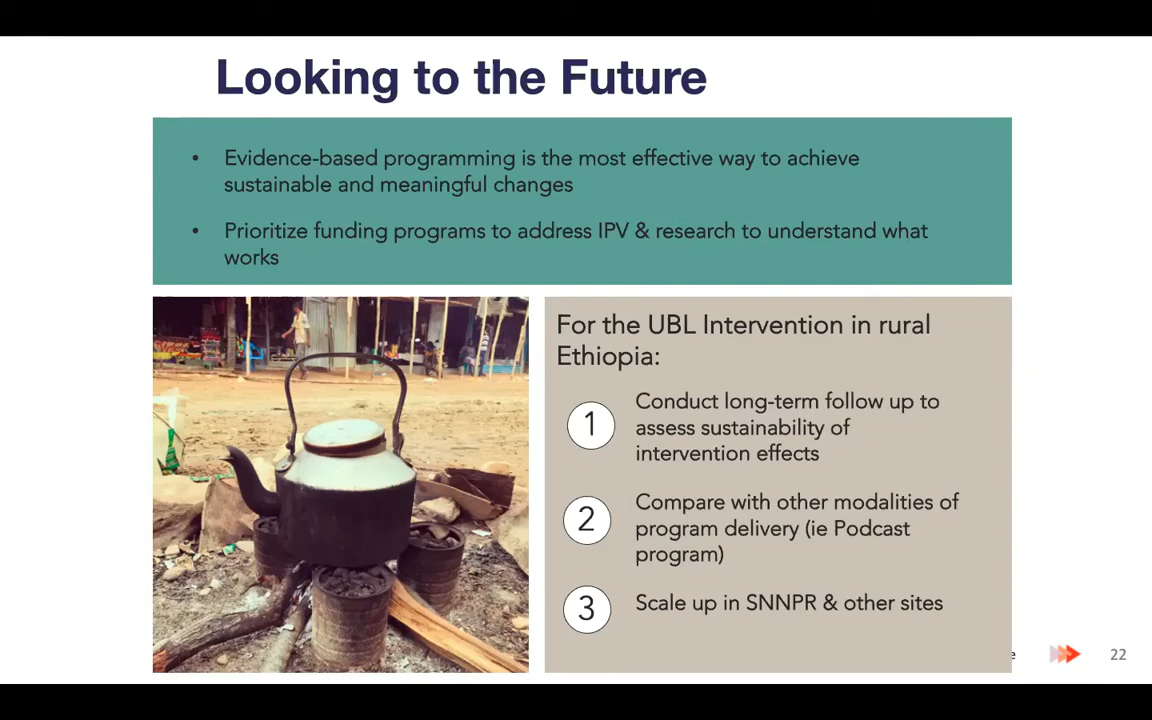 Looking to the Future
• Evidence-based programming is the most effective way to achieve
sustainable and meaningful changes
• Prioritize funding programs to address IPV & research to understand what
works
For the UBL Intervention in rural
Ethiopia:
1 Conduct long-term follow up to
assess sustainability of
intervention effects
2 Compare with other modalities of
program delivery (ie Podcast
program)
3 Scale up in SNNPR & other sites
22